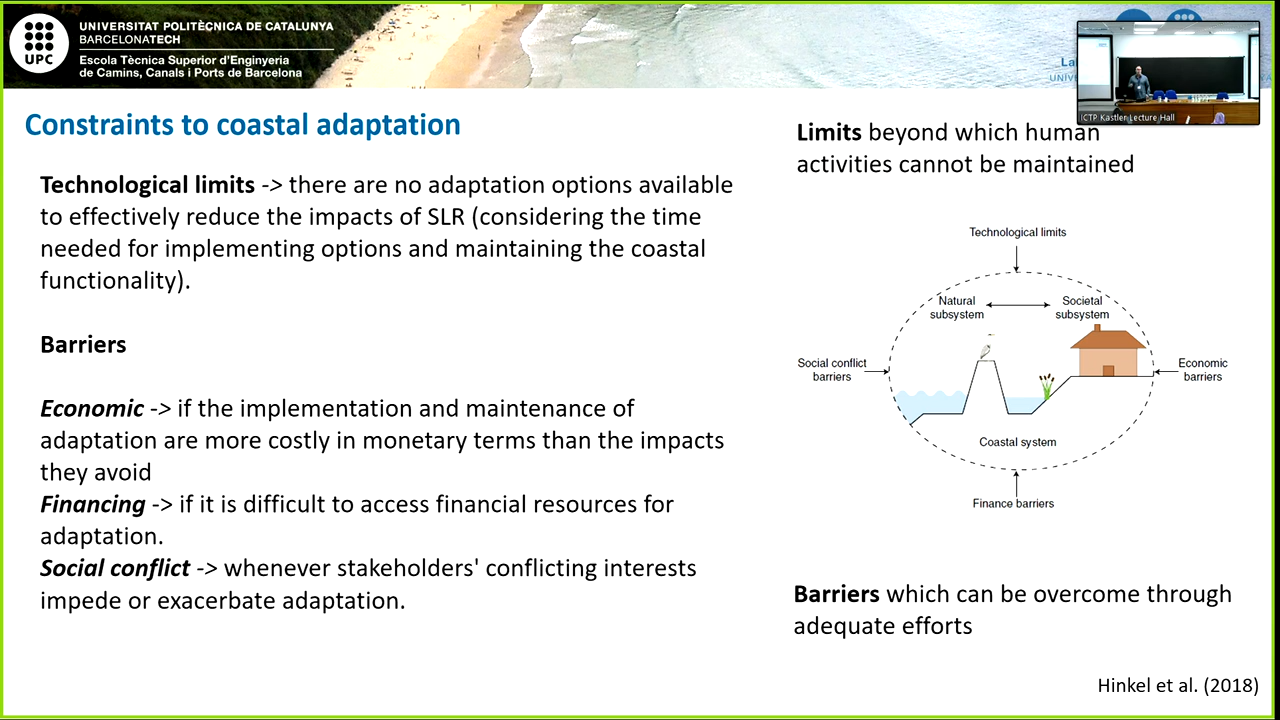 UNIVERSITAT POLITÈCNICA DE CATALUNYA
BARCELONATECH
Escola Tècnica Superior d'Enginyeria
de Camins, Canals i Ports de Barcelona
UPC
ICTP Kastler Lecture Hall
Constraints to coastal adaptation
Technological limits -> there are no adaptation options available
to effectively reduce the impacts of SLR (considering the time
needed for implementing options and maintaining the coastal
functionality).
Barriers
Economic -> if the implementation and maintenance of
adaptation are more costly in monetary terms than the impacts
they avoid
Financing -> if it is difficult to access financial resources for
adaptation.
Social conflict -> whenever stakeholders' conflicting interests
impede or exacerbate adaptation.
Limits beyond which human
activities cannot be maintained
Technological limits
Natural
subsystem
Societal
subsystem
Social conflict
barriers
Economic
barriers
Coastal system
Finance barriers
Barriers which can be overcome through
adequate efforts
Hinkel et al. (2018)